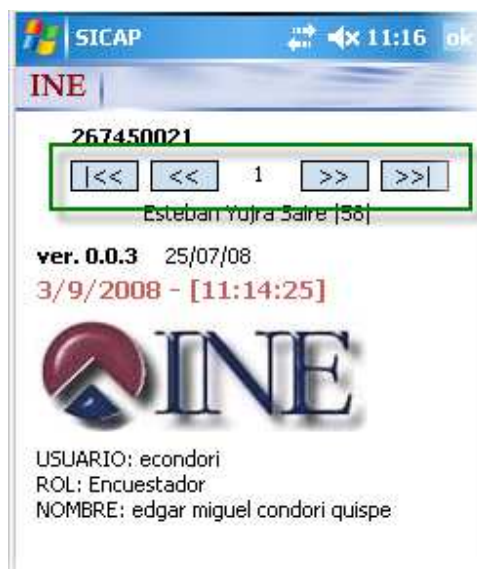 SICAP 11:16 ok
INE
267450021
|<< << 1 >> >>|
Esteban Yujra Saire |58|
ver. 0.0.3 25/07/08
3/9/2008 - [11:14:25]
INE
USUARIO: econdori
ROL: Encuestador
NOMBRE: edgar miguel condori quispe